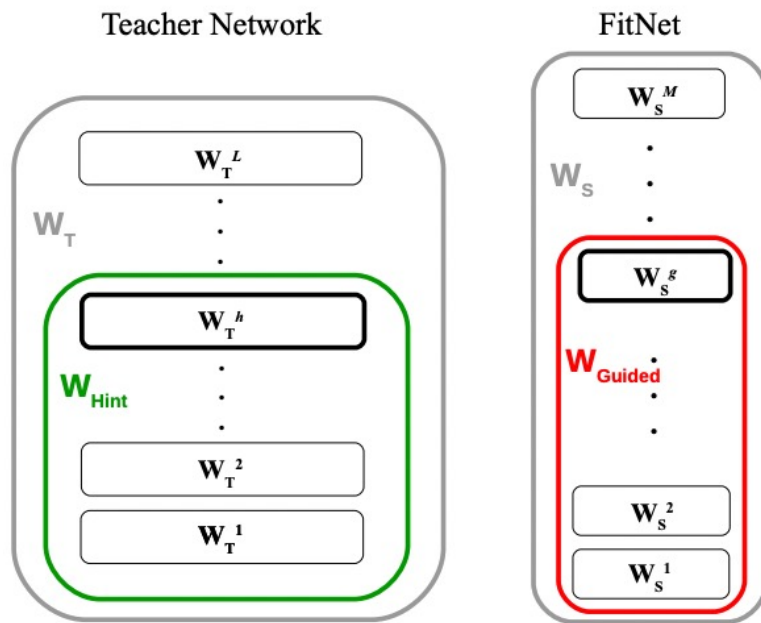 Teacher Network
W_T^L
W_T
W_T^h
W_Hint
W_T^2
W_T^1
FitNet
W_S^M
W_S
W_S^g
W_Guided
W_S^2
W_S^1